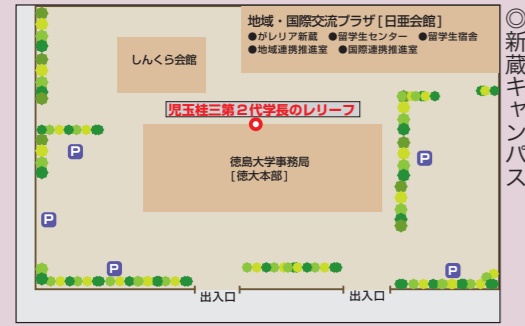 ◎新蔵キャンパス
地域・国際交流プラザ[日亜会館]
●がレリア新蔵 ●留学生センター ●留学生宿舎
●地域連携推進室 ●国際連携推進室
しんくら会館
児玉桂三第2代学長のレリーフ
徳島大学事務局
[徳大本部]
P
P
P
P
P
出入口
出入口